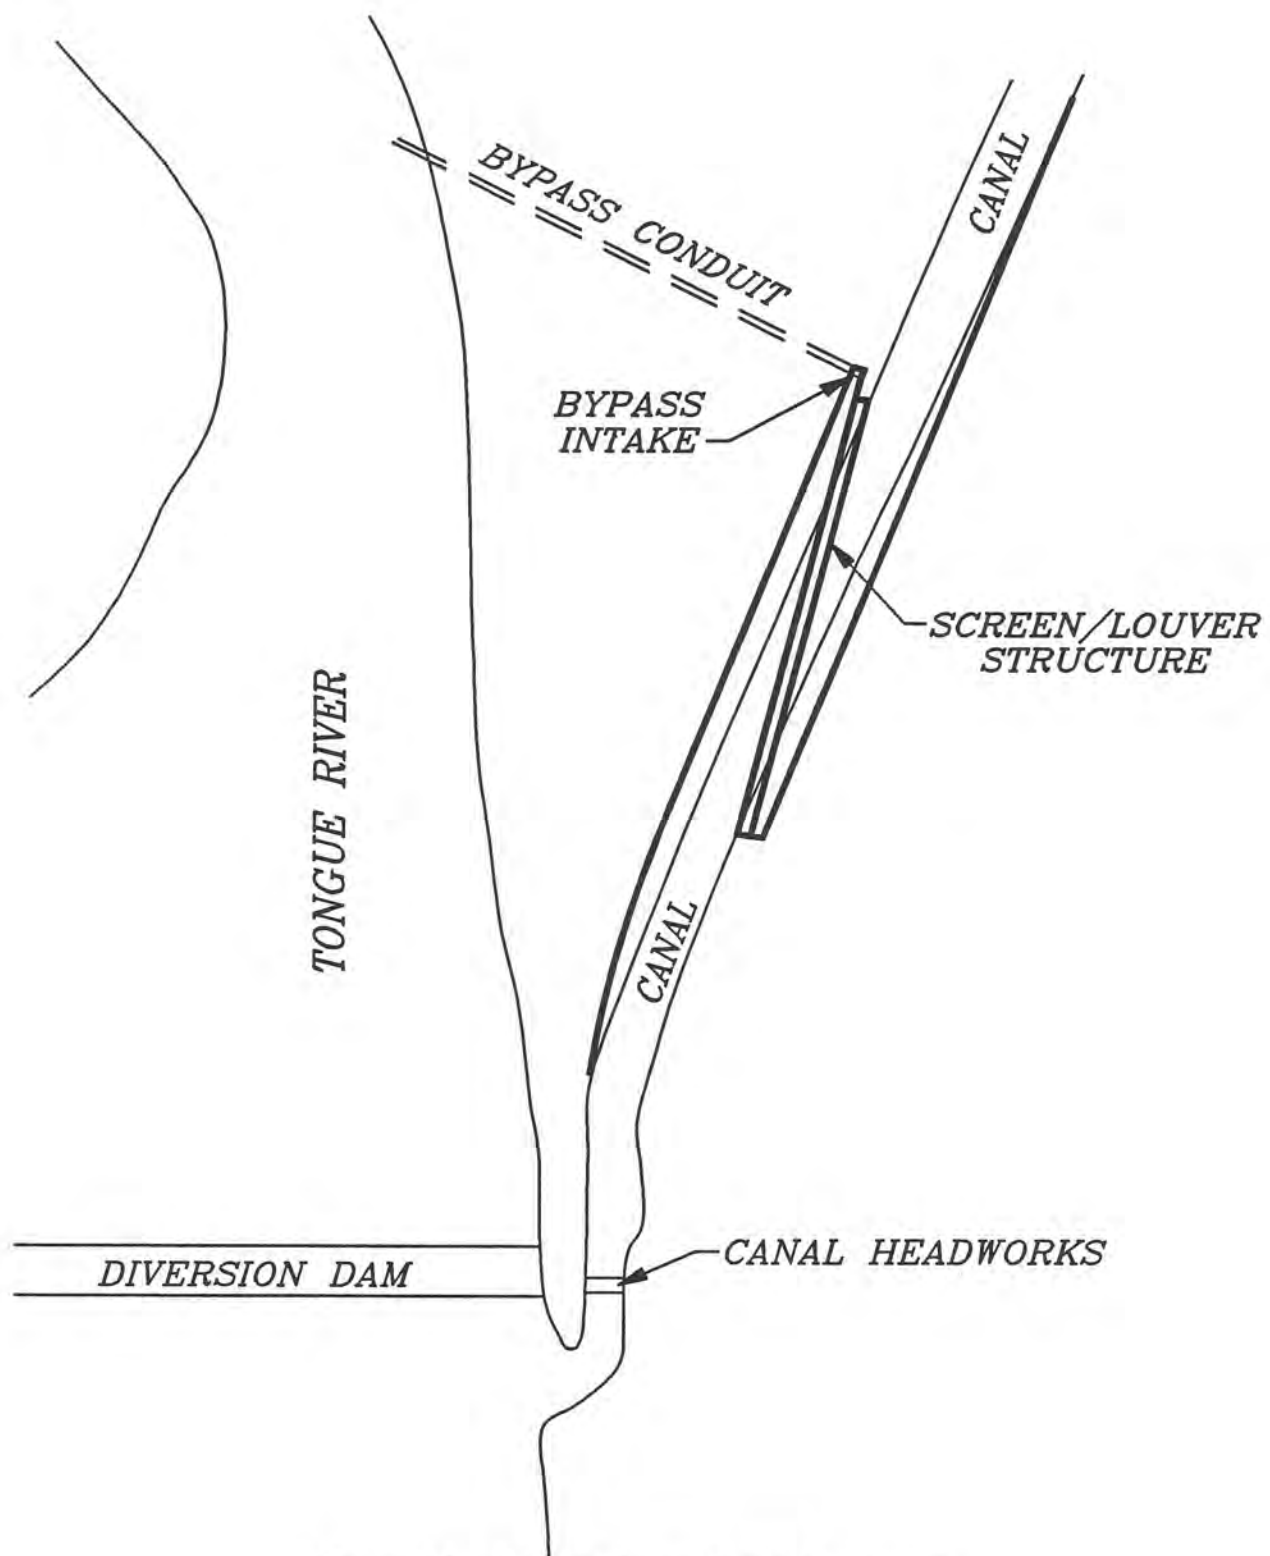 CANAL
BYPASS CONDUIT
BYPASS
INTAKE
SCREEN/LOUVER
STRUCTURE
TONGUE RIVER
CANAL
CANAL HEADWORKS
DIVERSION DAM